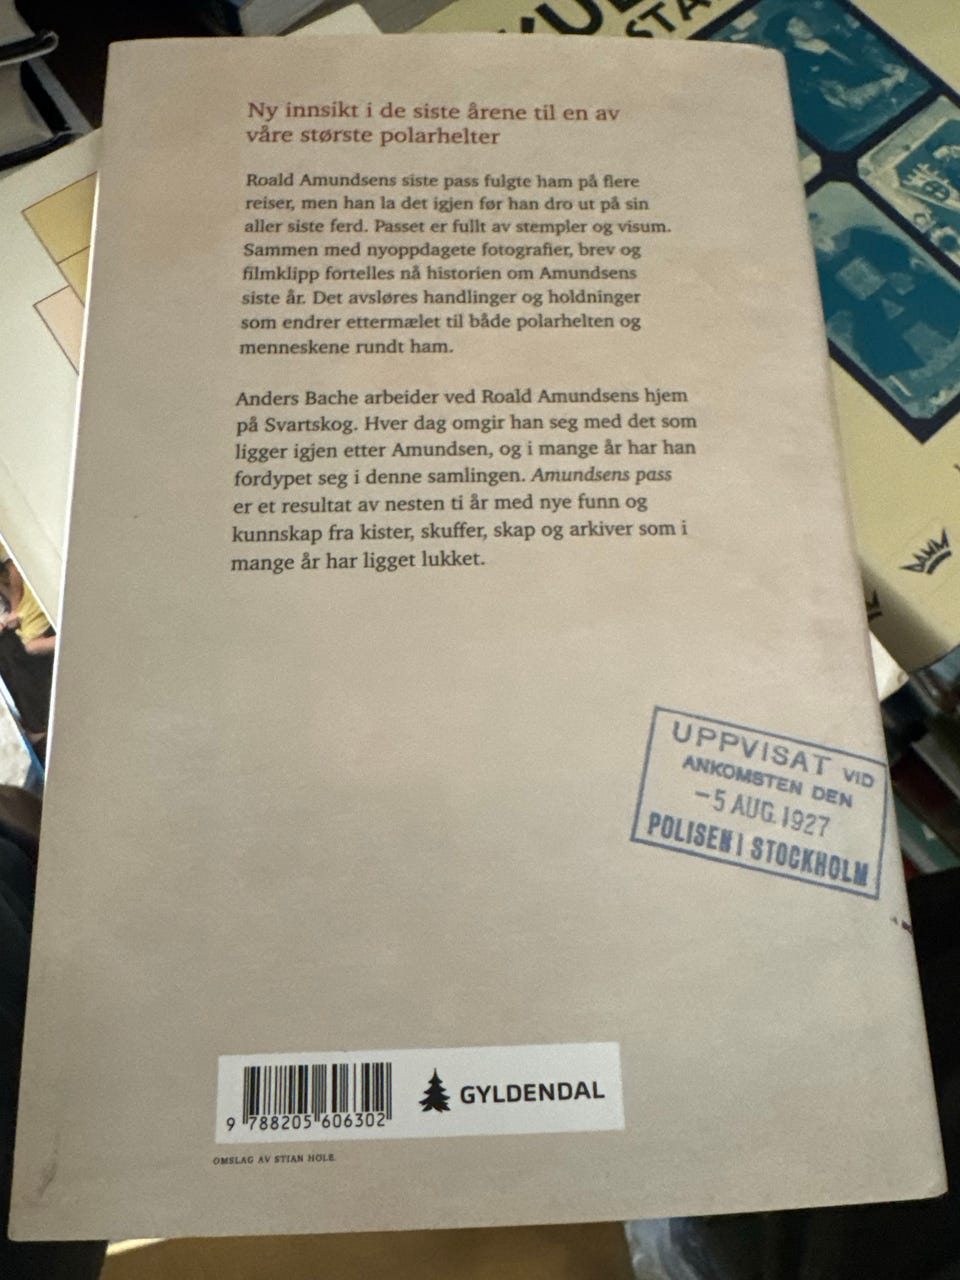 Ny innsikt i de siste årene til en av
våre største polarhelter
Roald Amundsens siste pass fulgte ham på flere
reiser, men han la det igjen før han dro ut på sin
aller siste ferd. Passet er fullt av stempler og visum.
Sammen med nyoppdagete fotografier, brev og
filmklipp fortelles nå historien om Amundsens
siste år. Det avsløres handlinger og holdninger
som endrer ettermælet til både polarhelten og
menneskene rundt ham.
Anders Bache arbeider ved Roald Amundsens hjem
på Svartskog. Hver dag omgir han seg med det som
ligger igjen etter Amundsen, og i mange år har han
fordypet seg i denne samlingen. Amundsens pass
er et resultat av nesten ti år med nye funn og
kunnskap fra kister, skuffer, skap og arkiver som i
mange år har ligget lukket.
UPPVISAT VID
ANKOMSTEN DEN
-5 AUG. 1927
POLISEN I STOCKHOLM
9 788205 606302
GYLDENDAL
OMSLAG AV STIAN HOLE
DAMM